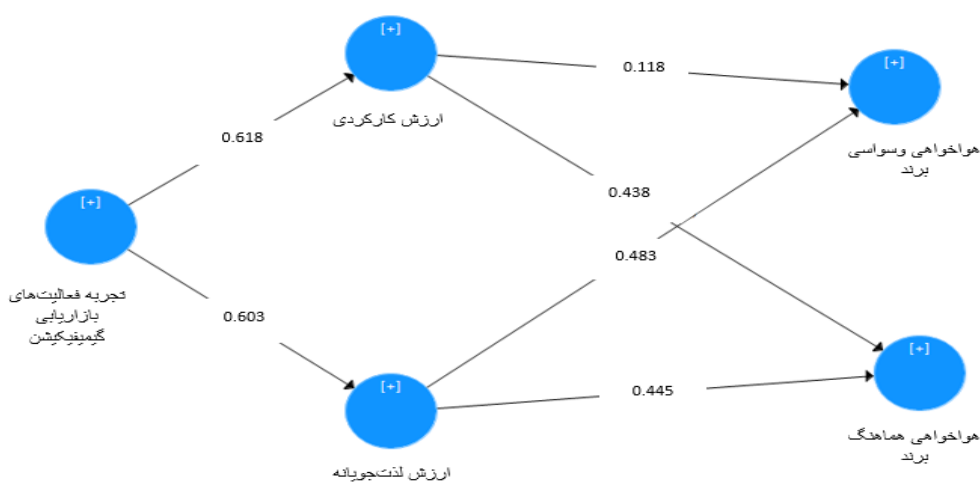 [+]
[+]
0.118
ارزش کارکردی
0.618
هواخواهی وسواسی
برند
0.438
[+]
0.483
تجربه فعالیت‌های
بازاریابی
گیمیفیکیشن
0.603
[+]
[+]
0.445
هواخواهی هماهنگ
برند
ارزش لذت‌جویانه